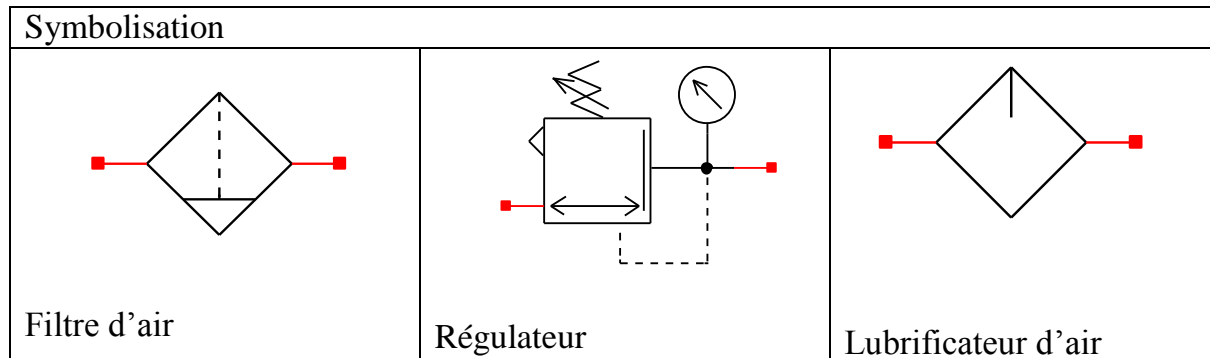 Symbolisation
Filtre d’air
Régulateur
Lubrificateur d’air